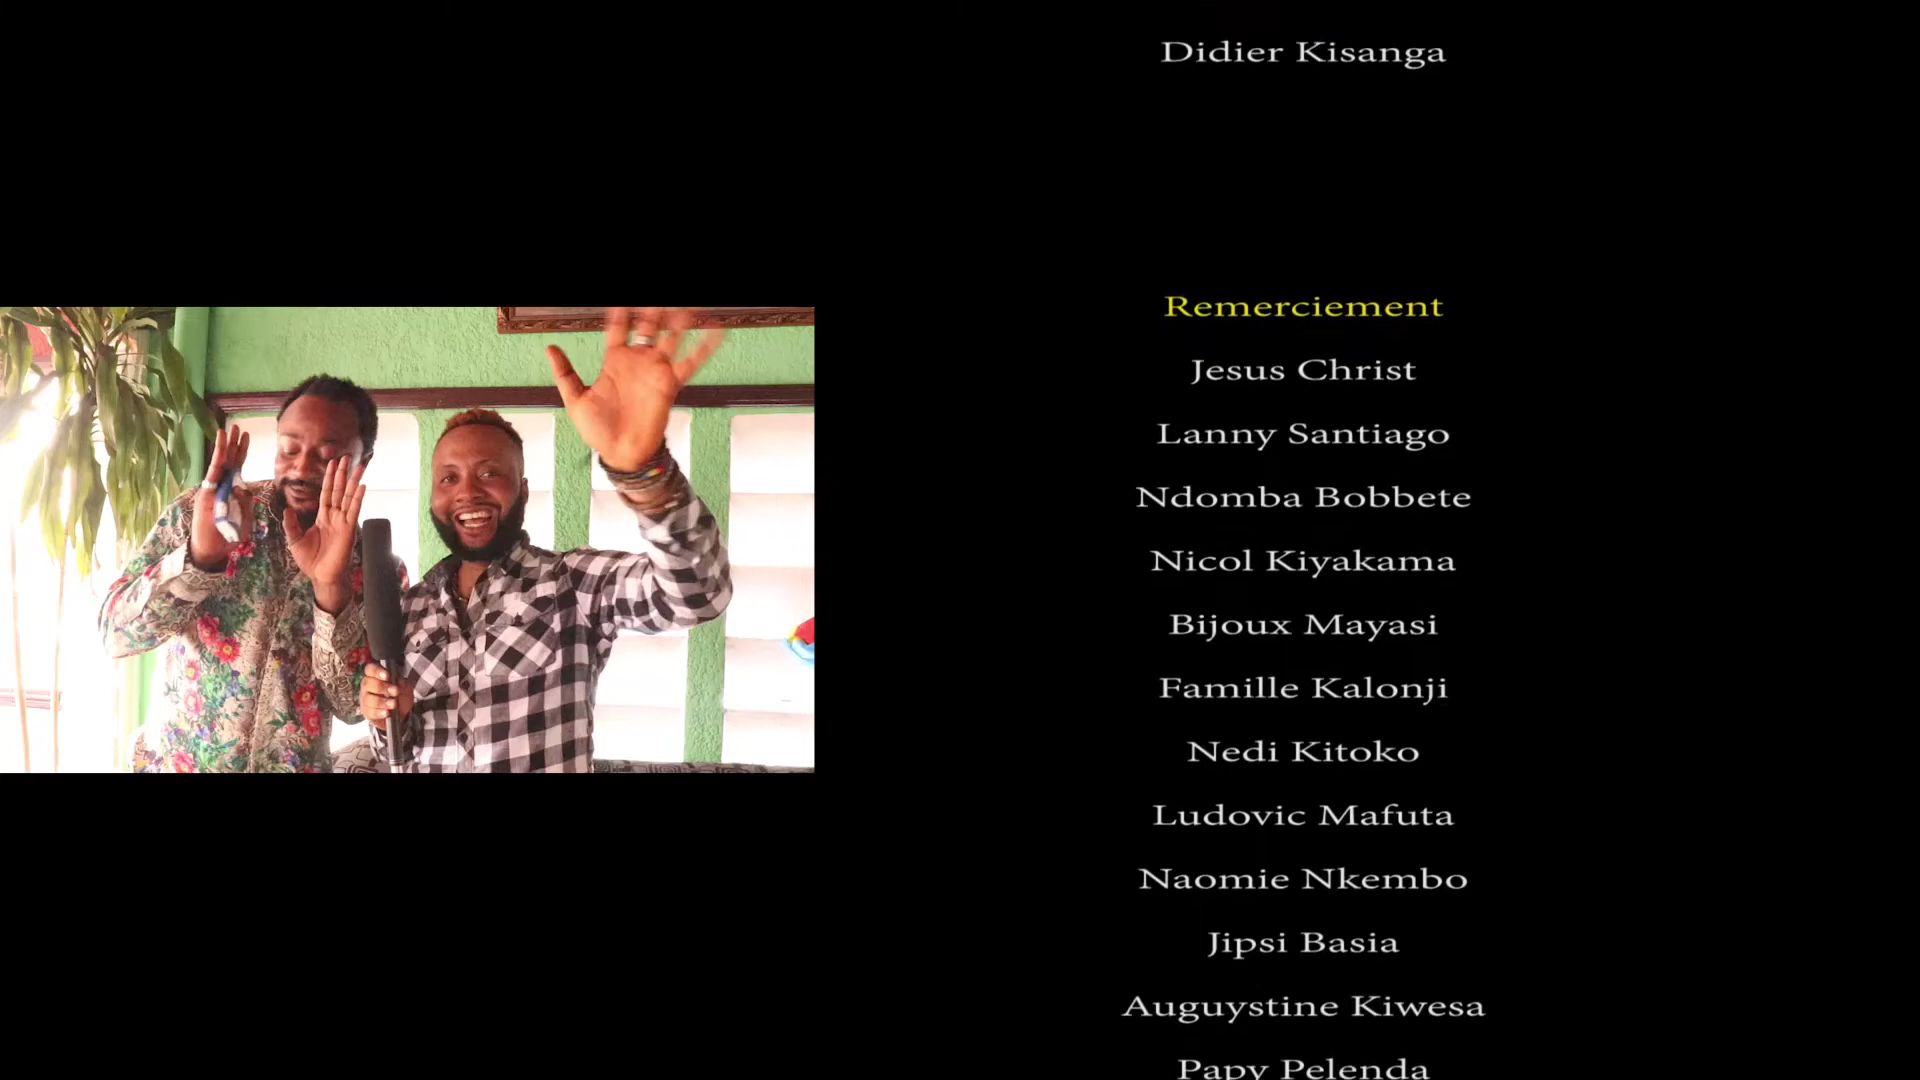 Didier Kisanga
Remerciement
Jesus Christ
Lanny Santiago
Ndomba Bobbete
Nicol Kiyakama
Bijoux Mayasi
Famille Kalonji
Nedi Kitoko
Ludovic Mafuta
Naomie Nkembo
Jipsi Basia
Auguystine Kiwesa
Papy Pelenda